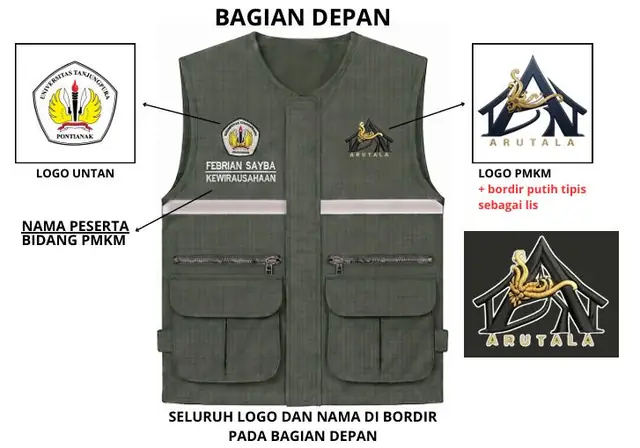 BAGIAN DEPAN
UNIVERSITAS TANJUNGPURA
PONTIANAK
LOGO UNTAN
FEBRIAN SAYBA
KEWIRAUSAHAAN
NAMA PESERTA
BIDANG PMKM
ARUTALA
LOGO PMKM
+ bordir putih tipis
sebagai lis
ARUTALA
SELURUH LOGO DAN NAMA DI BORDIR
PADA BAGIAN DEPAN